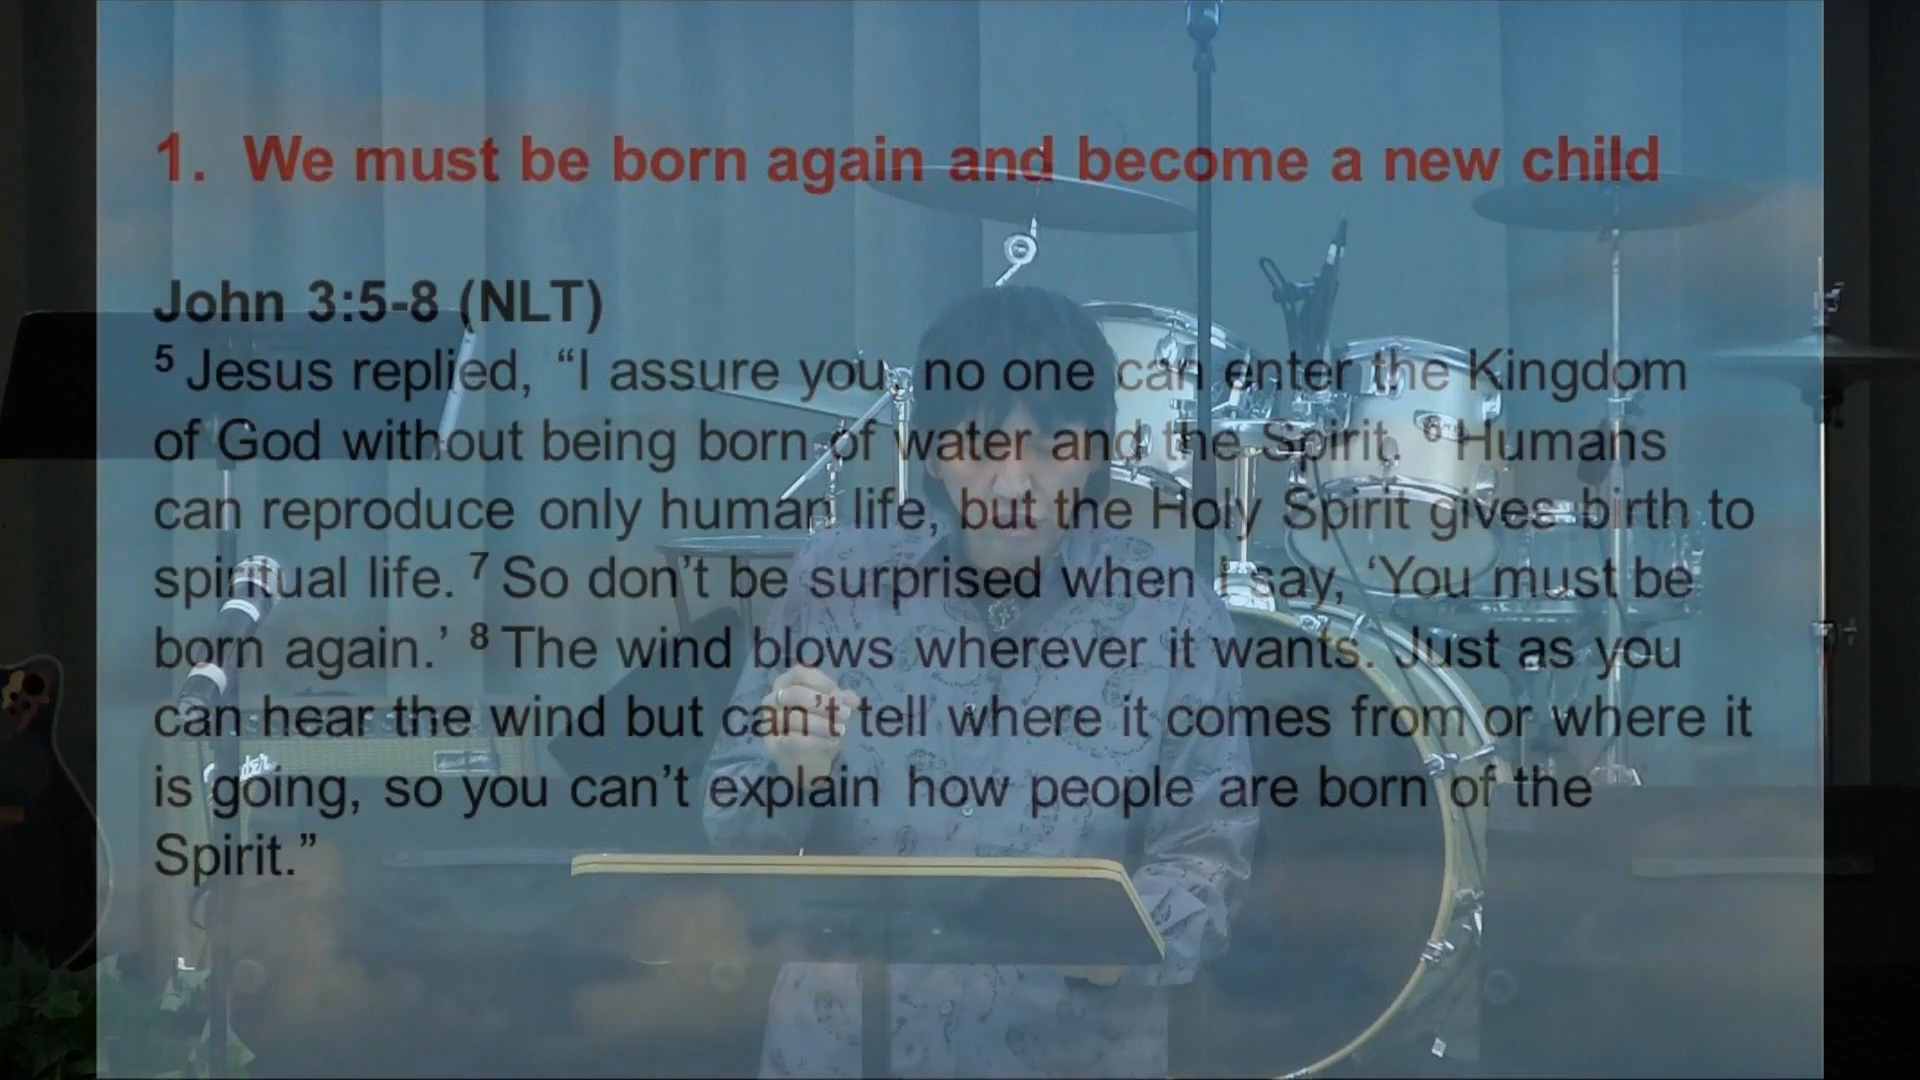 1. We must be born again and become a new child
John 3:5-8 (NLT)
5 Jesus replied, “I assure you, no one can enter the Kingdom
of God without being born of water and the Spirit. 6 Humans
can reproduce only human life, but the Holy Spirit gives birth to
spiritual life. 7 So don’t be surprised when I say, ‘You must be
born again.’ 8 The wind blows wherever it wants. Just as you
can hear the wind but can’t tell where it comes from or where it
is going, so you can’t explain how people are born of the
Spirit.”